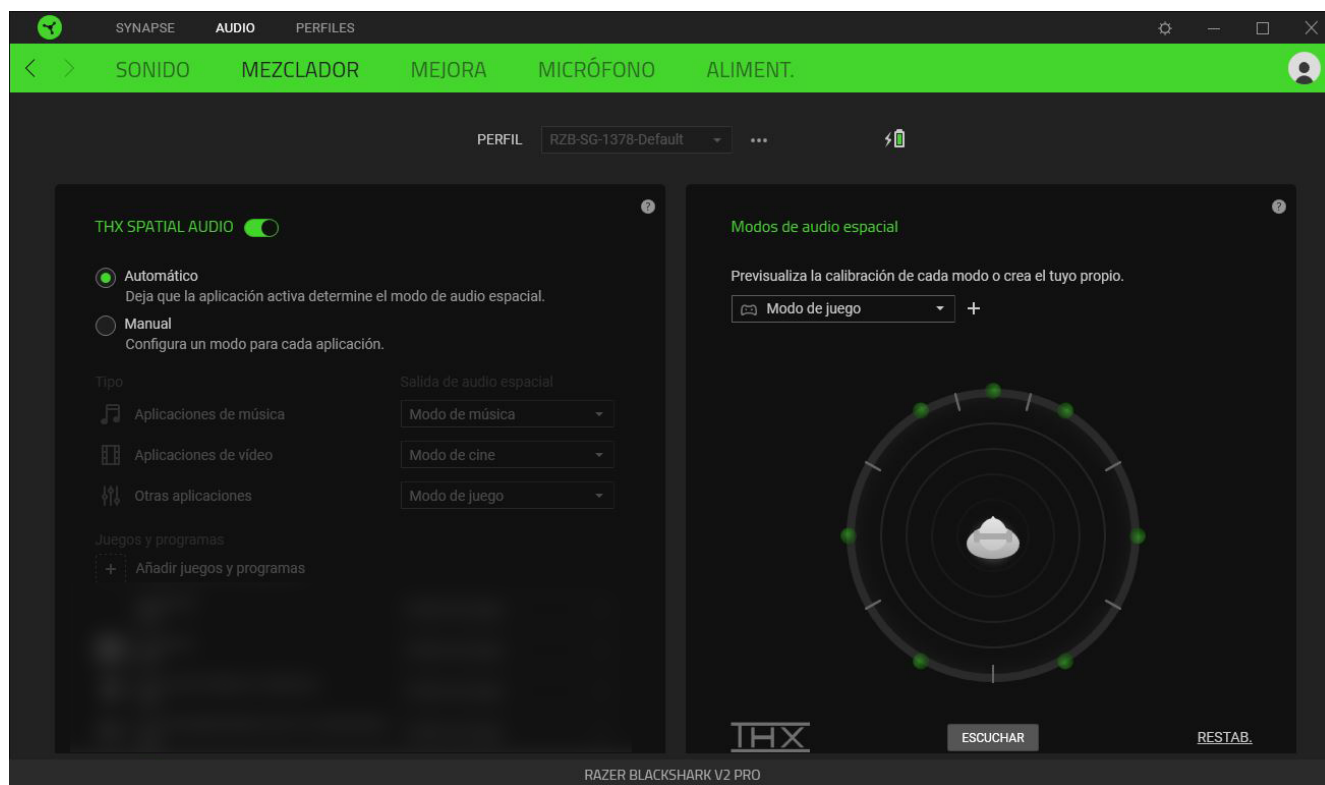 SYNAPSE AUDIO PERFILES
SONIDO MEZCLADOR MEJORA MICRÓFONO ALIMENT.
PERFIL RZB-SG-1378-Default
THX SPATIAL AUDIO
Automático
Deja que la aplicación activa determine el modo de audio espacial.
Manual
Configura un modo para cada aplicación.
Tipo Salida de audio espacial
Aplicaciones de música Modo de música
Aplicaciones de vídeo Modo de cine
Otras aplicaciones Modo de juego
Juegos y programas
Añadir juegos y programas
Modos de audio espacial
Previsualiza la calibración de cada modo o crea el tuyo propio.
Modo de juego
THX ESCUCHAR RESTAB.
RAZER BLACKSHARK V2 PRO